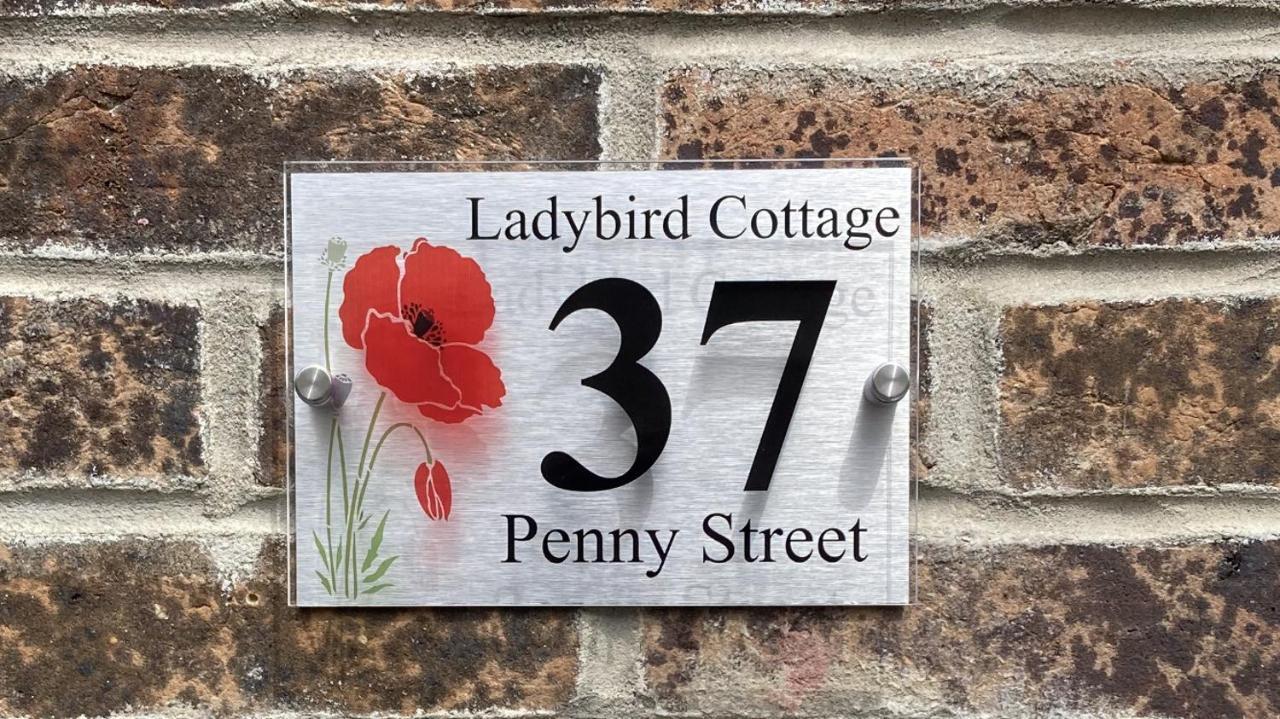 Ladybird Cottage
37
Penny Street